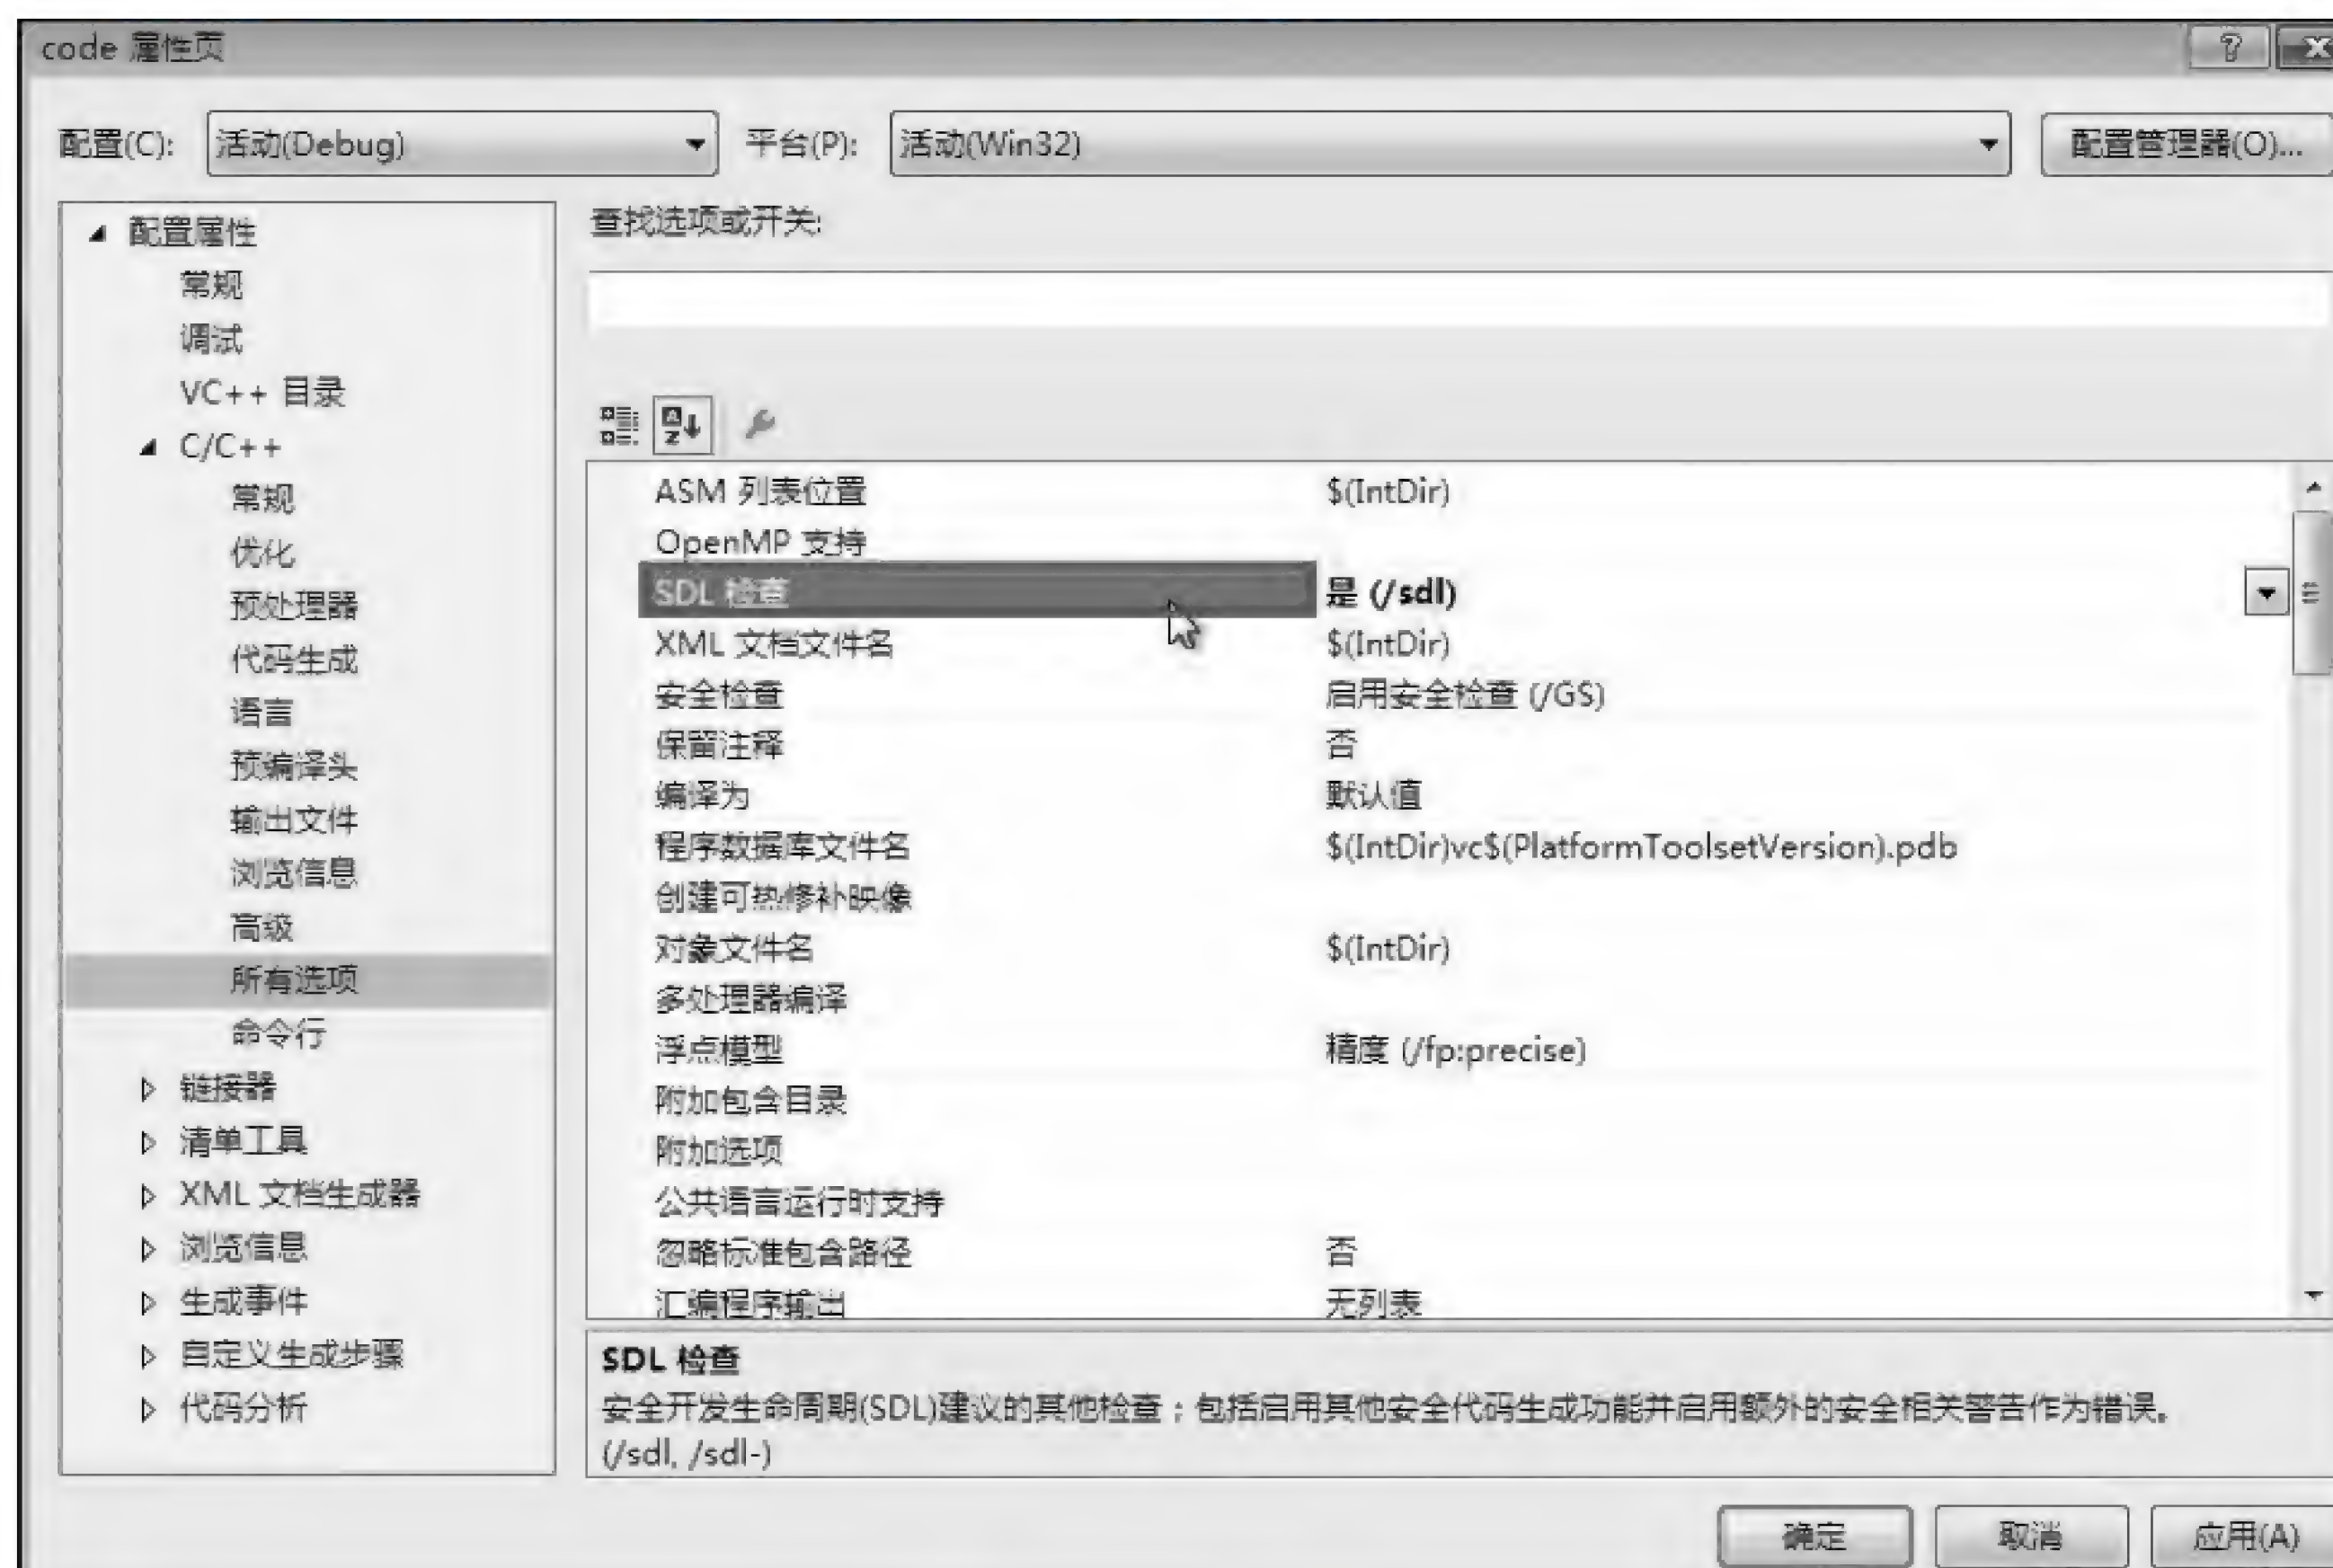 code 属性页
配置(C): 活动(Debug) 平台(P): 活动(Win32) 配置管理器(O)...
配置属性
常规
调试
VC++ 目录
C/C++
常规
优化
预处理器
代码生成
语言
预编译头
输出文件
浏览信息
高级
所有选项
命令行
链接器
清单工具
XML 文档生成器
浏览信息
生成事件
自定义生成步骤
代码分析
查找选项或开关:
ASM 列表位置 $(IntDir)
OpenMP 支持
SDL 检查 是 (/sdl)
XML 文档文件名 $(IntDir)
安全检查 启用安全检查 (/GS)
保留注释 否
编译为 默认值
程序数据库文件名 $(IntDir)vc$(PlatformToolsetVersion).pdb
创建可热修补映像
对象文件名 $(IntDir)
多处理器编译
浮点模型 精度 (/fp:precise)
附加包含目录
附加选项
公共语言运行时支持
忽略标准包含路径 否
汇编程序输出 无列表
SDL 检查
安全开发生命周期(SDL)建议的其他检查；包括启用其他安全代码生成功能并启用额外的安全相关警告作为错误。
(/sdl, /sdl-)
确定 取消 应用(A)